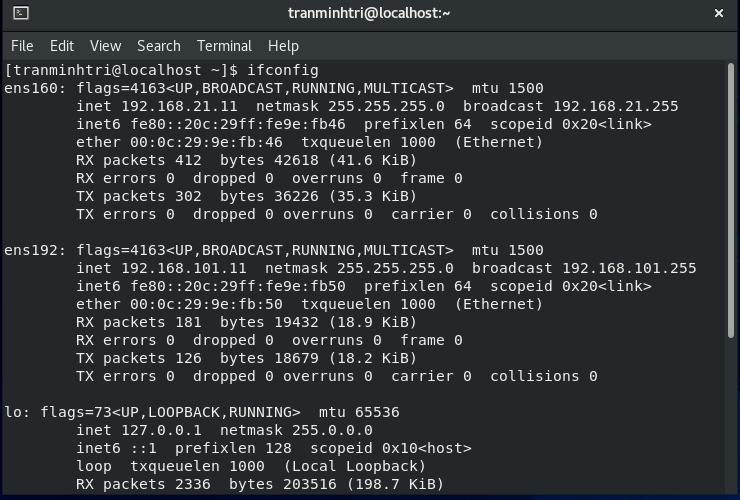 tranminhtri@localhost:~
File Edit View Search Terminal Help
[tranminhtri@localhost ~]$ ifconfig
ens160: flags=4163<UP,BROADCAST,RUNNING,MULTICAST>  mtu 1500
        inet 192.168.21.11  netmask 255.255.255.0  broadcast 192.168.21.255
        inet6 fe80::20c:29ff:fe9e:fb46  prefixlen 64  scopeid 0x20<link>
        ether 00:0c:29:9e:fb:46  txqueuelen 1000  (Ethernet)
        RX packets 412  bytes 42618 (41.6 KiB)
        RX errors 0  dropped 0  overruns 0  frame 0
        TX packets 302  bytes 36226 (35.3 KiB)
        TX errors 0  dropped 0 overruns 0  carrier 0  collisions 0
ens192: flags=4163<UP,BROADCAST,RUNNING,MULTICAST>  mtu 1500
        inet 192.168.101.11  netmask 255.255.255.0  broadcast 192.168.101.255
        inet6 fe80::20c:29ff:fe9e:fb50  prefixlen 64  scopeid 0x20<link>
        ether 00:0c:29:9e:fb:50  txqueuelen 1000  (Ethernet)
        RX packets 181  bytes 19432 (18.9 KiB)
        RX errors 0  dropped 0  overruns 0  frame 0
        TX packets 126  bytes 18679 (18.2 KiB)
        TX errors 0  dropped 0 overruns 0  carrier 0  collisions 0
lo: flags=73<UP,LOOPBACK,RUNNING>  mtu 65536
        inet 127.0.0.1  netmask 255.0.0.0
        inet6 ::1  prefixlen 128  scopeid 0x10<host>
        loop  txqueuelen 1000  (Local Loopback)
        RX packets 2336  bytes 203516 (198.7 KiB)